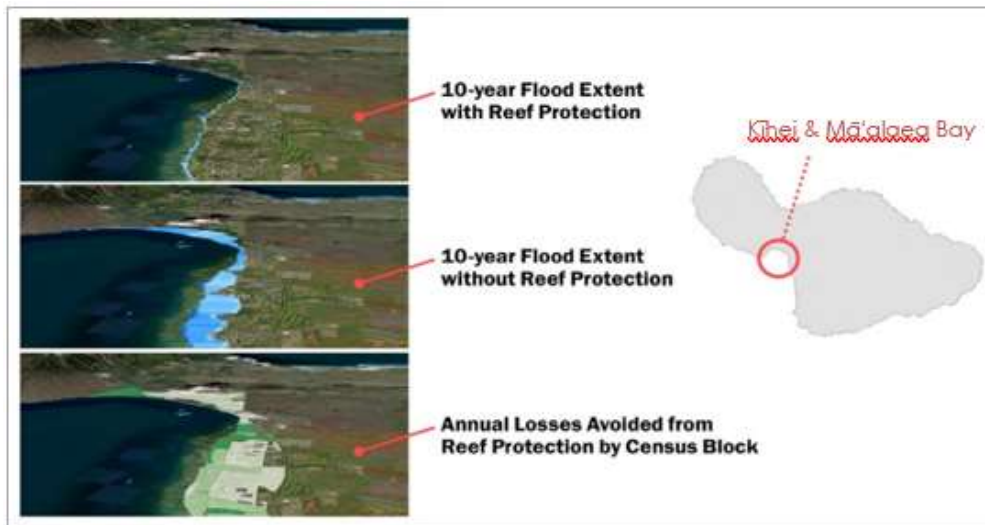 10-year Flood Extent
with Reef Protection
Kīhei & Mā'alaea Bay
10-year Flood Extent
without Reef Protection
Annual Losses Avoided from
Reef Protection by Census Block